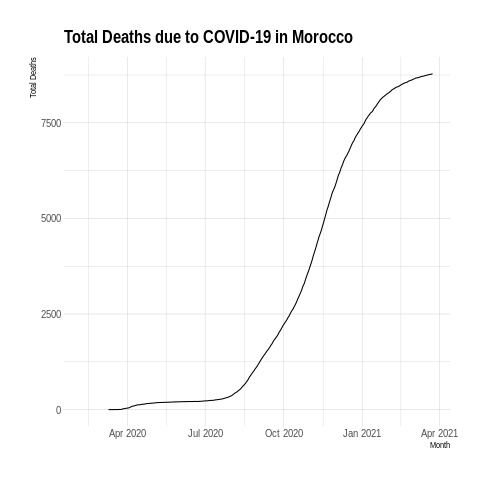 Total Deaths due to COVID-19 in Morocco
Total Deaths
7500
5000
2500
0
Apr 2020 Jul 2020 Oct 2020 Jan 2021 Apr 2021
Month